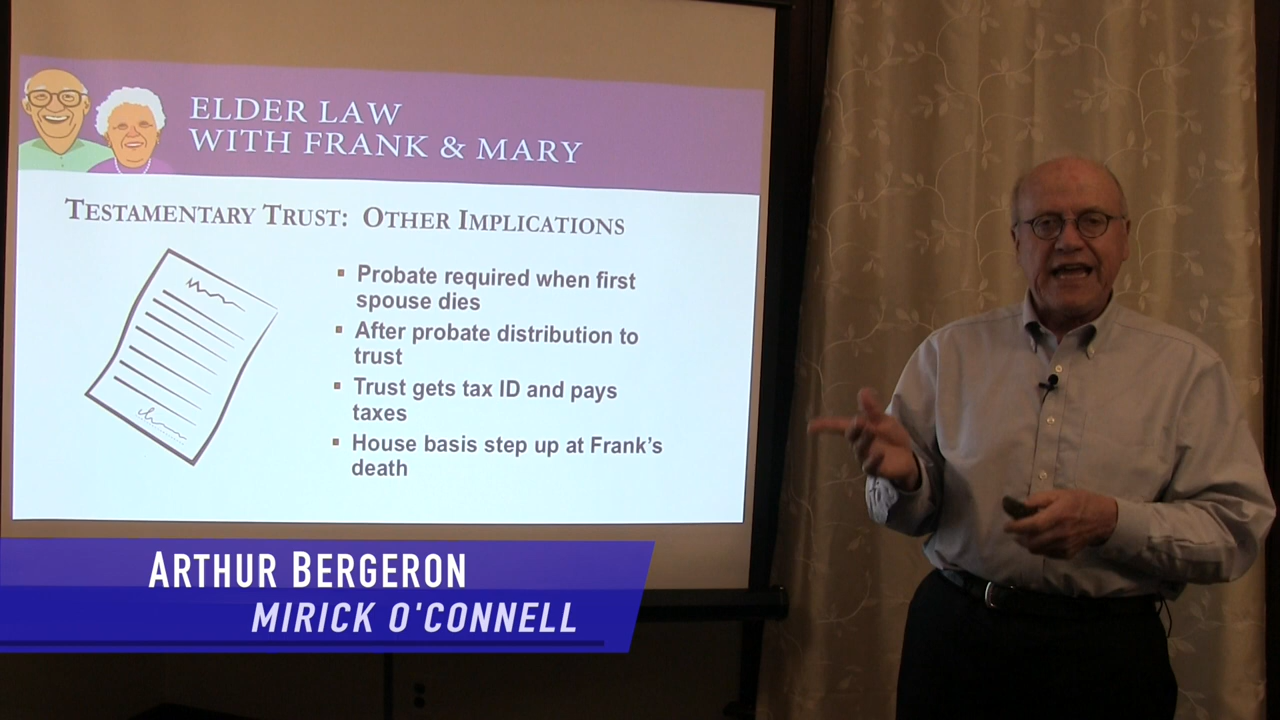 ELDER LAW
WITH FRANK & MARY
TESTAMENTARY TRUST: OTHER IMPLICATIONS
▪ Probate required when first
spouse dies
▪ After probate distribution to
trust
▪ Trust gets tax ID and pays
taxes
▪ House basis step up at Frank's
death
ARTHUR BERGERON
MIRICK O'CONNELL